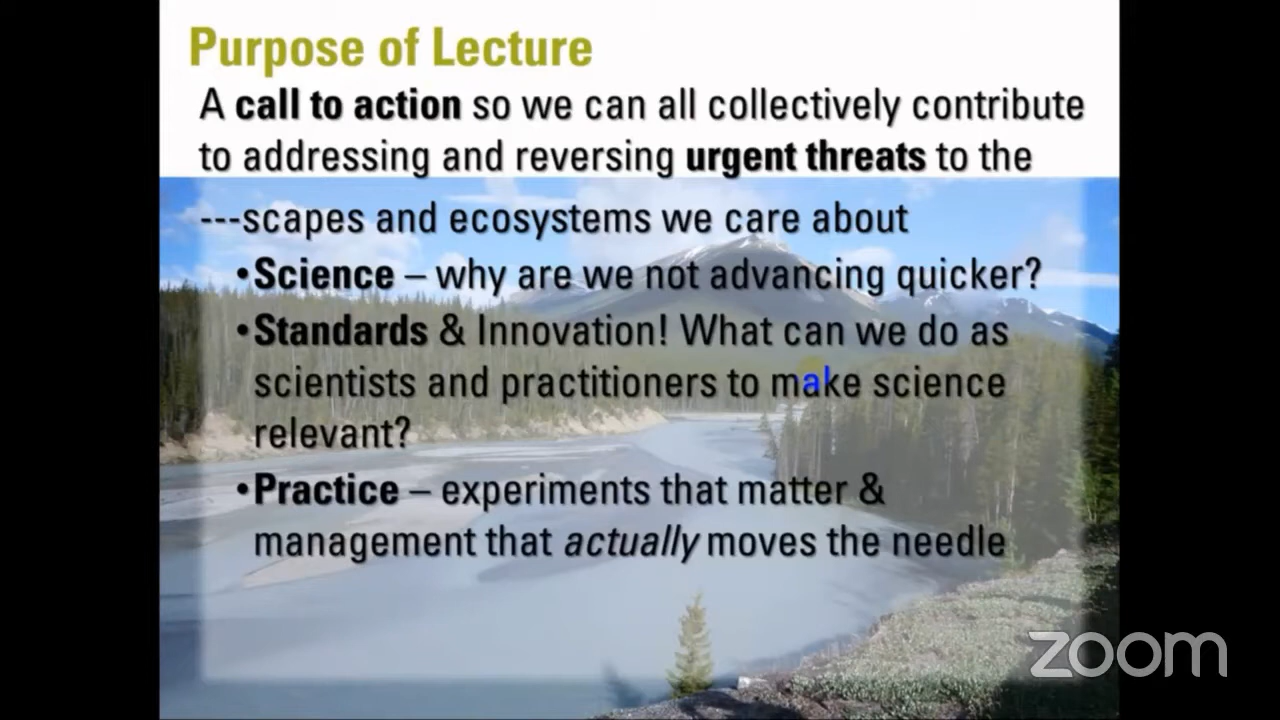 Purpose of Lecture
A call to action so we can all collectively contribute
to addressing and reversing urgent threats to the
---scapes and ecosystems we care about
•Science – why are we not advancing quicker?
•Standards & Innovation! What can we do as
scientists and practitioners to make science
relevant?
•Practice – experiments that matter &
management that actually moves the needle
zoom